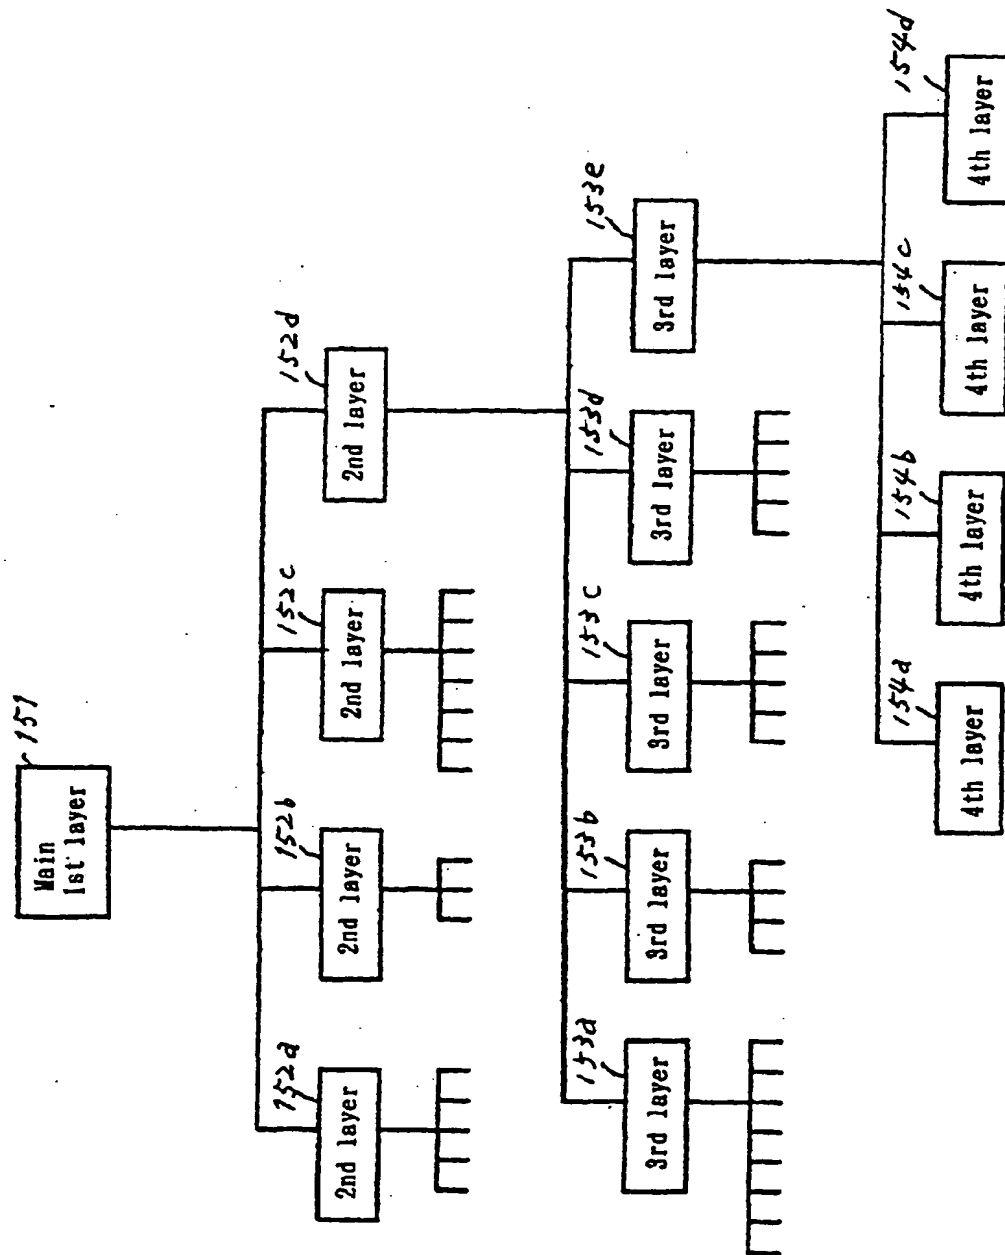 151
Main
1st layer
152a
2nd layer
152b
2nd layer
152c
2nd layer
152d
2nd layer
153a
3rd layer
153b
3rd layer
153c
3rd layer
153d
3rd layer
153e
3rd layer
154a
4th layer
154b
4th layer
154c
4th layer
154d
4th layer